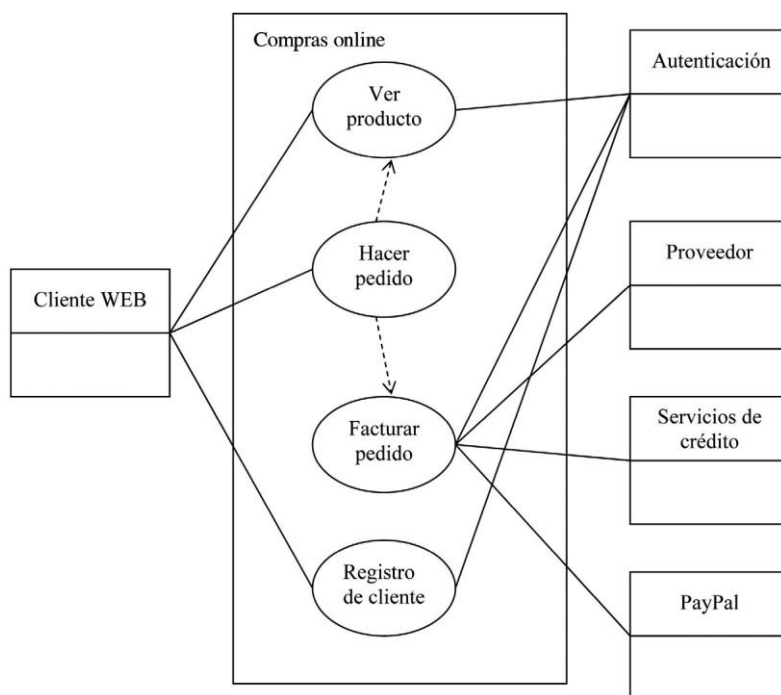 Compras online
Ver
producto
Hacer
pedido
Facturar
pedido
Registro
de cliente
Cliente WEB
Autenticación
Proveedor
Servicios de
crédito
PayPal